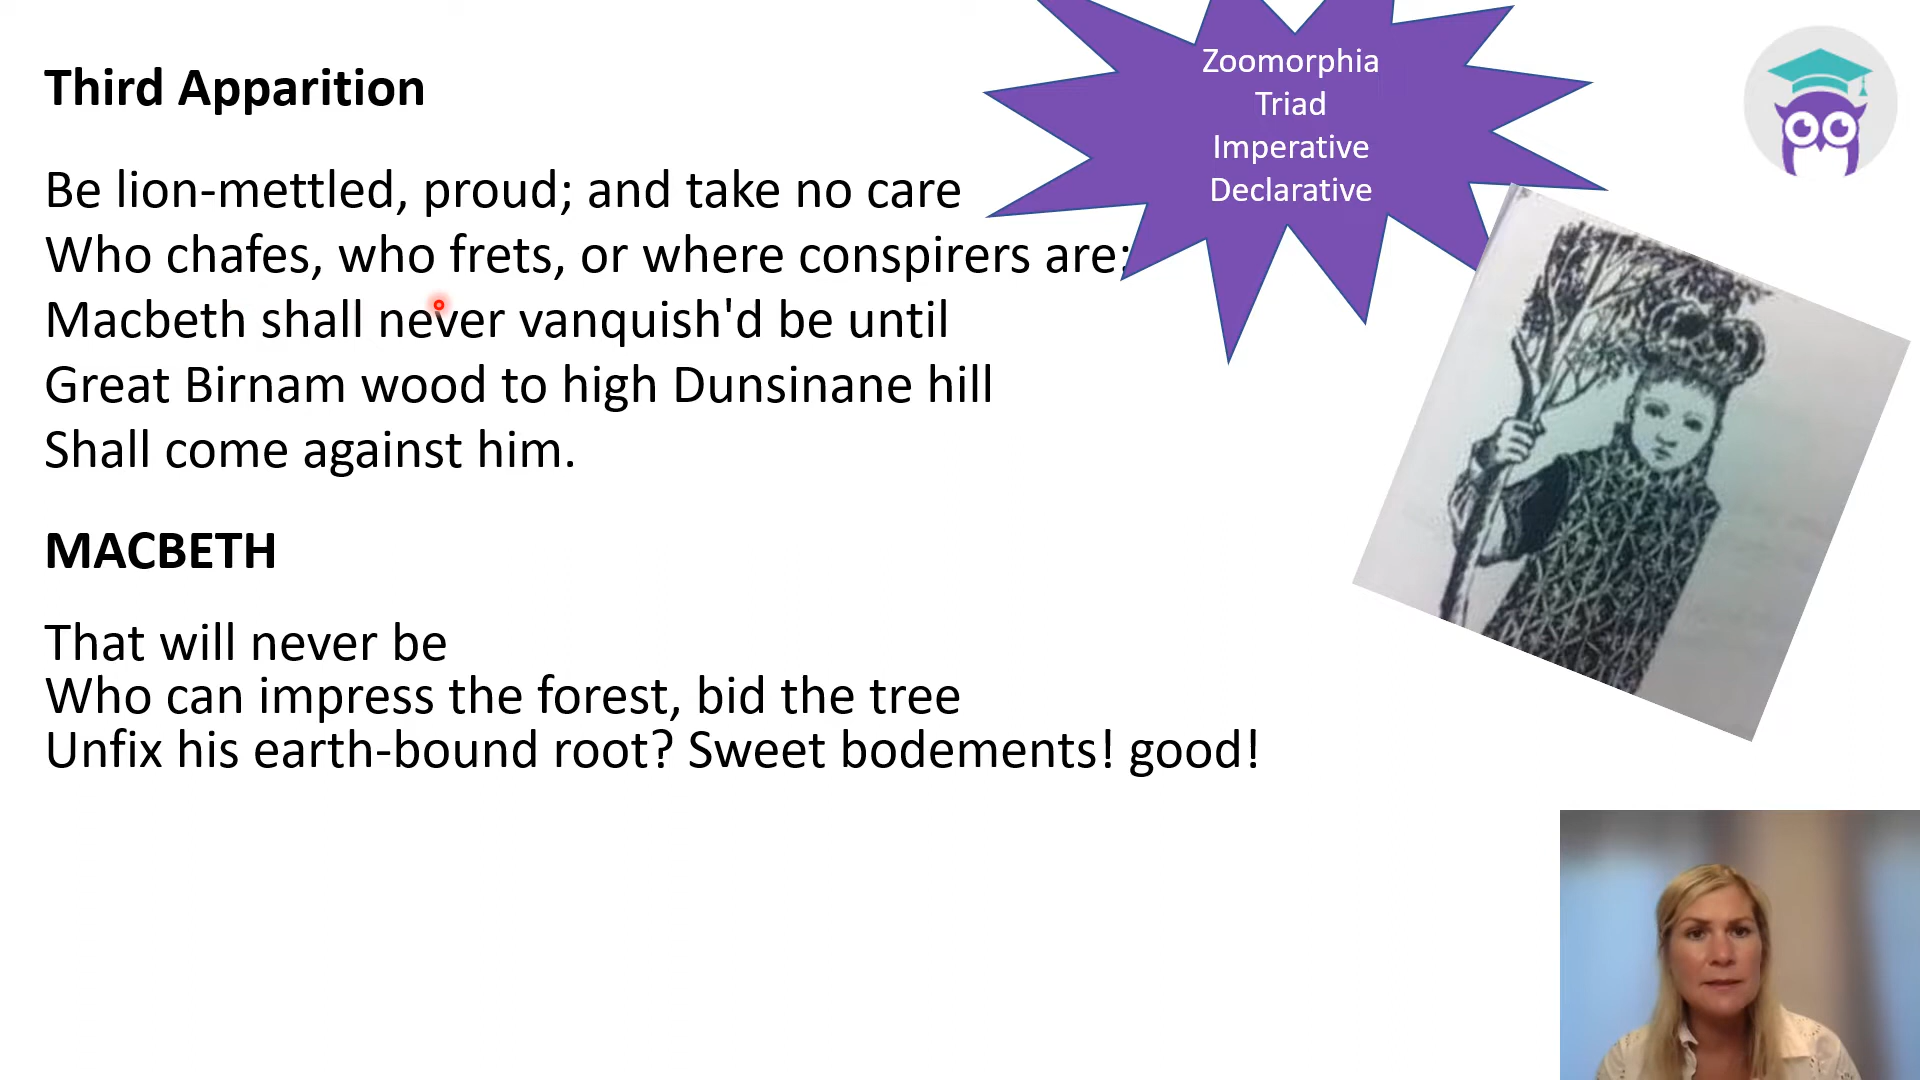 Third Apparition
Be lion-mettled, proud; and take no care
Who chafes, who frets, or where conspirers are:
Macbeth shall never vanquish'd be until
Great Birnam wood to high Dunsinane hill
Shall come against him.
MACBETH
That will never be
Who can impress the forest, bid the tree
Unfix his earth-bound root? Sweet bodements! good!
Zoomorphia
Triad
Imperative
Declarative